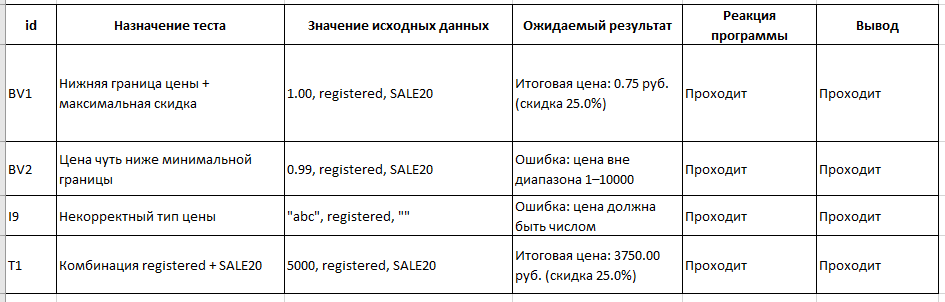 id
Назначение теста
Значение исходных данных
Ожидаемый результат
Реакция
программы
Вывод
BV1
Нижняя граница цены +
максимальная скидка
1.00, registered, SALE20
Итоговая цена: 0.75 руб.
(скидка 25.0%)
Проходит
Проходит
BV2
Цена чуть ниже минимальной
границы
0.99, registered, SALE20
Ошибка: цена вне
диапазона 1–10000
Проходит
Проходит
I9
Некорректный тип цены
"abc", registered, ""
Ошибка: цена должна
быть числом
Проходит
Проходит
T1
Комбинация registered + SALE20
5000, registered, SALE20
Итоговая цена: 3750.00
руб. (скидка 25.0%)
Проходит
Проходит